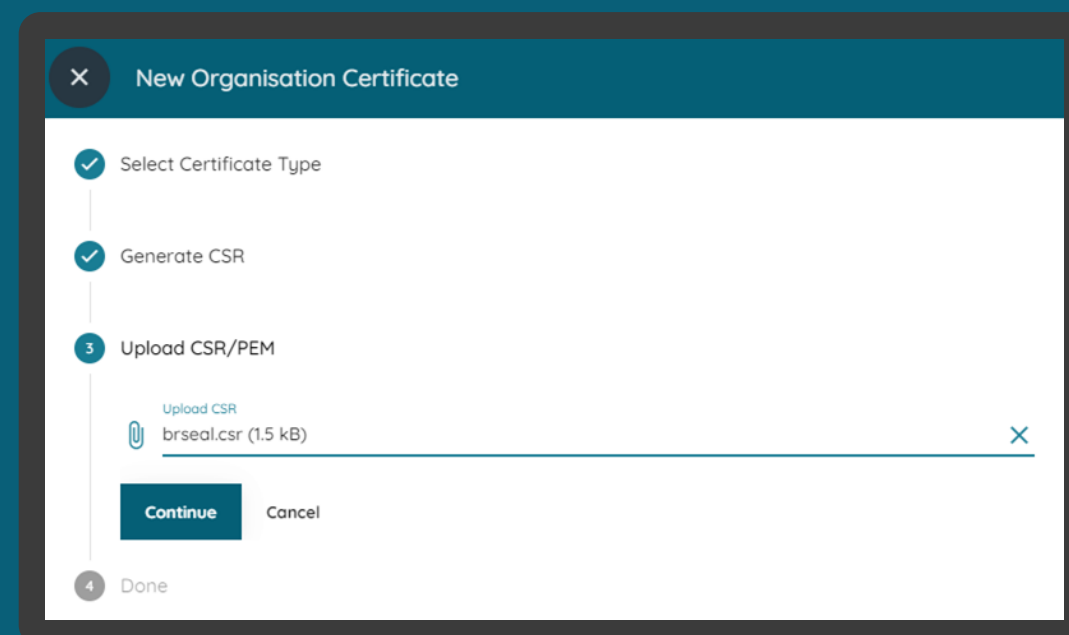 New Organisation Certificate
Select Certificate Type
Generate CSR
3 Upload CSR/PEM
Upload CSR
brseal.csr (1.5 kB)
Continue Cancel
4 Done